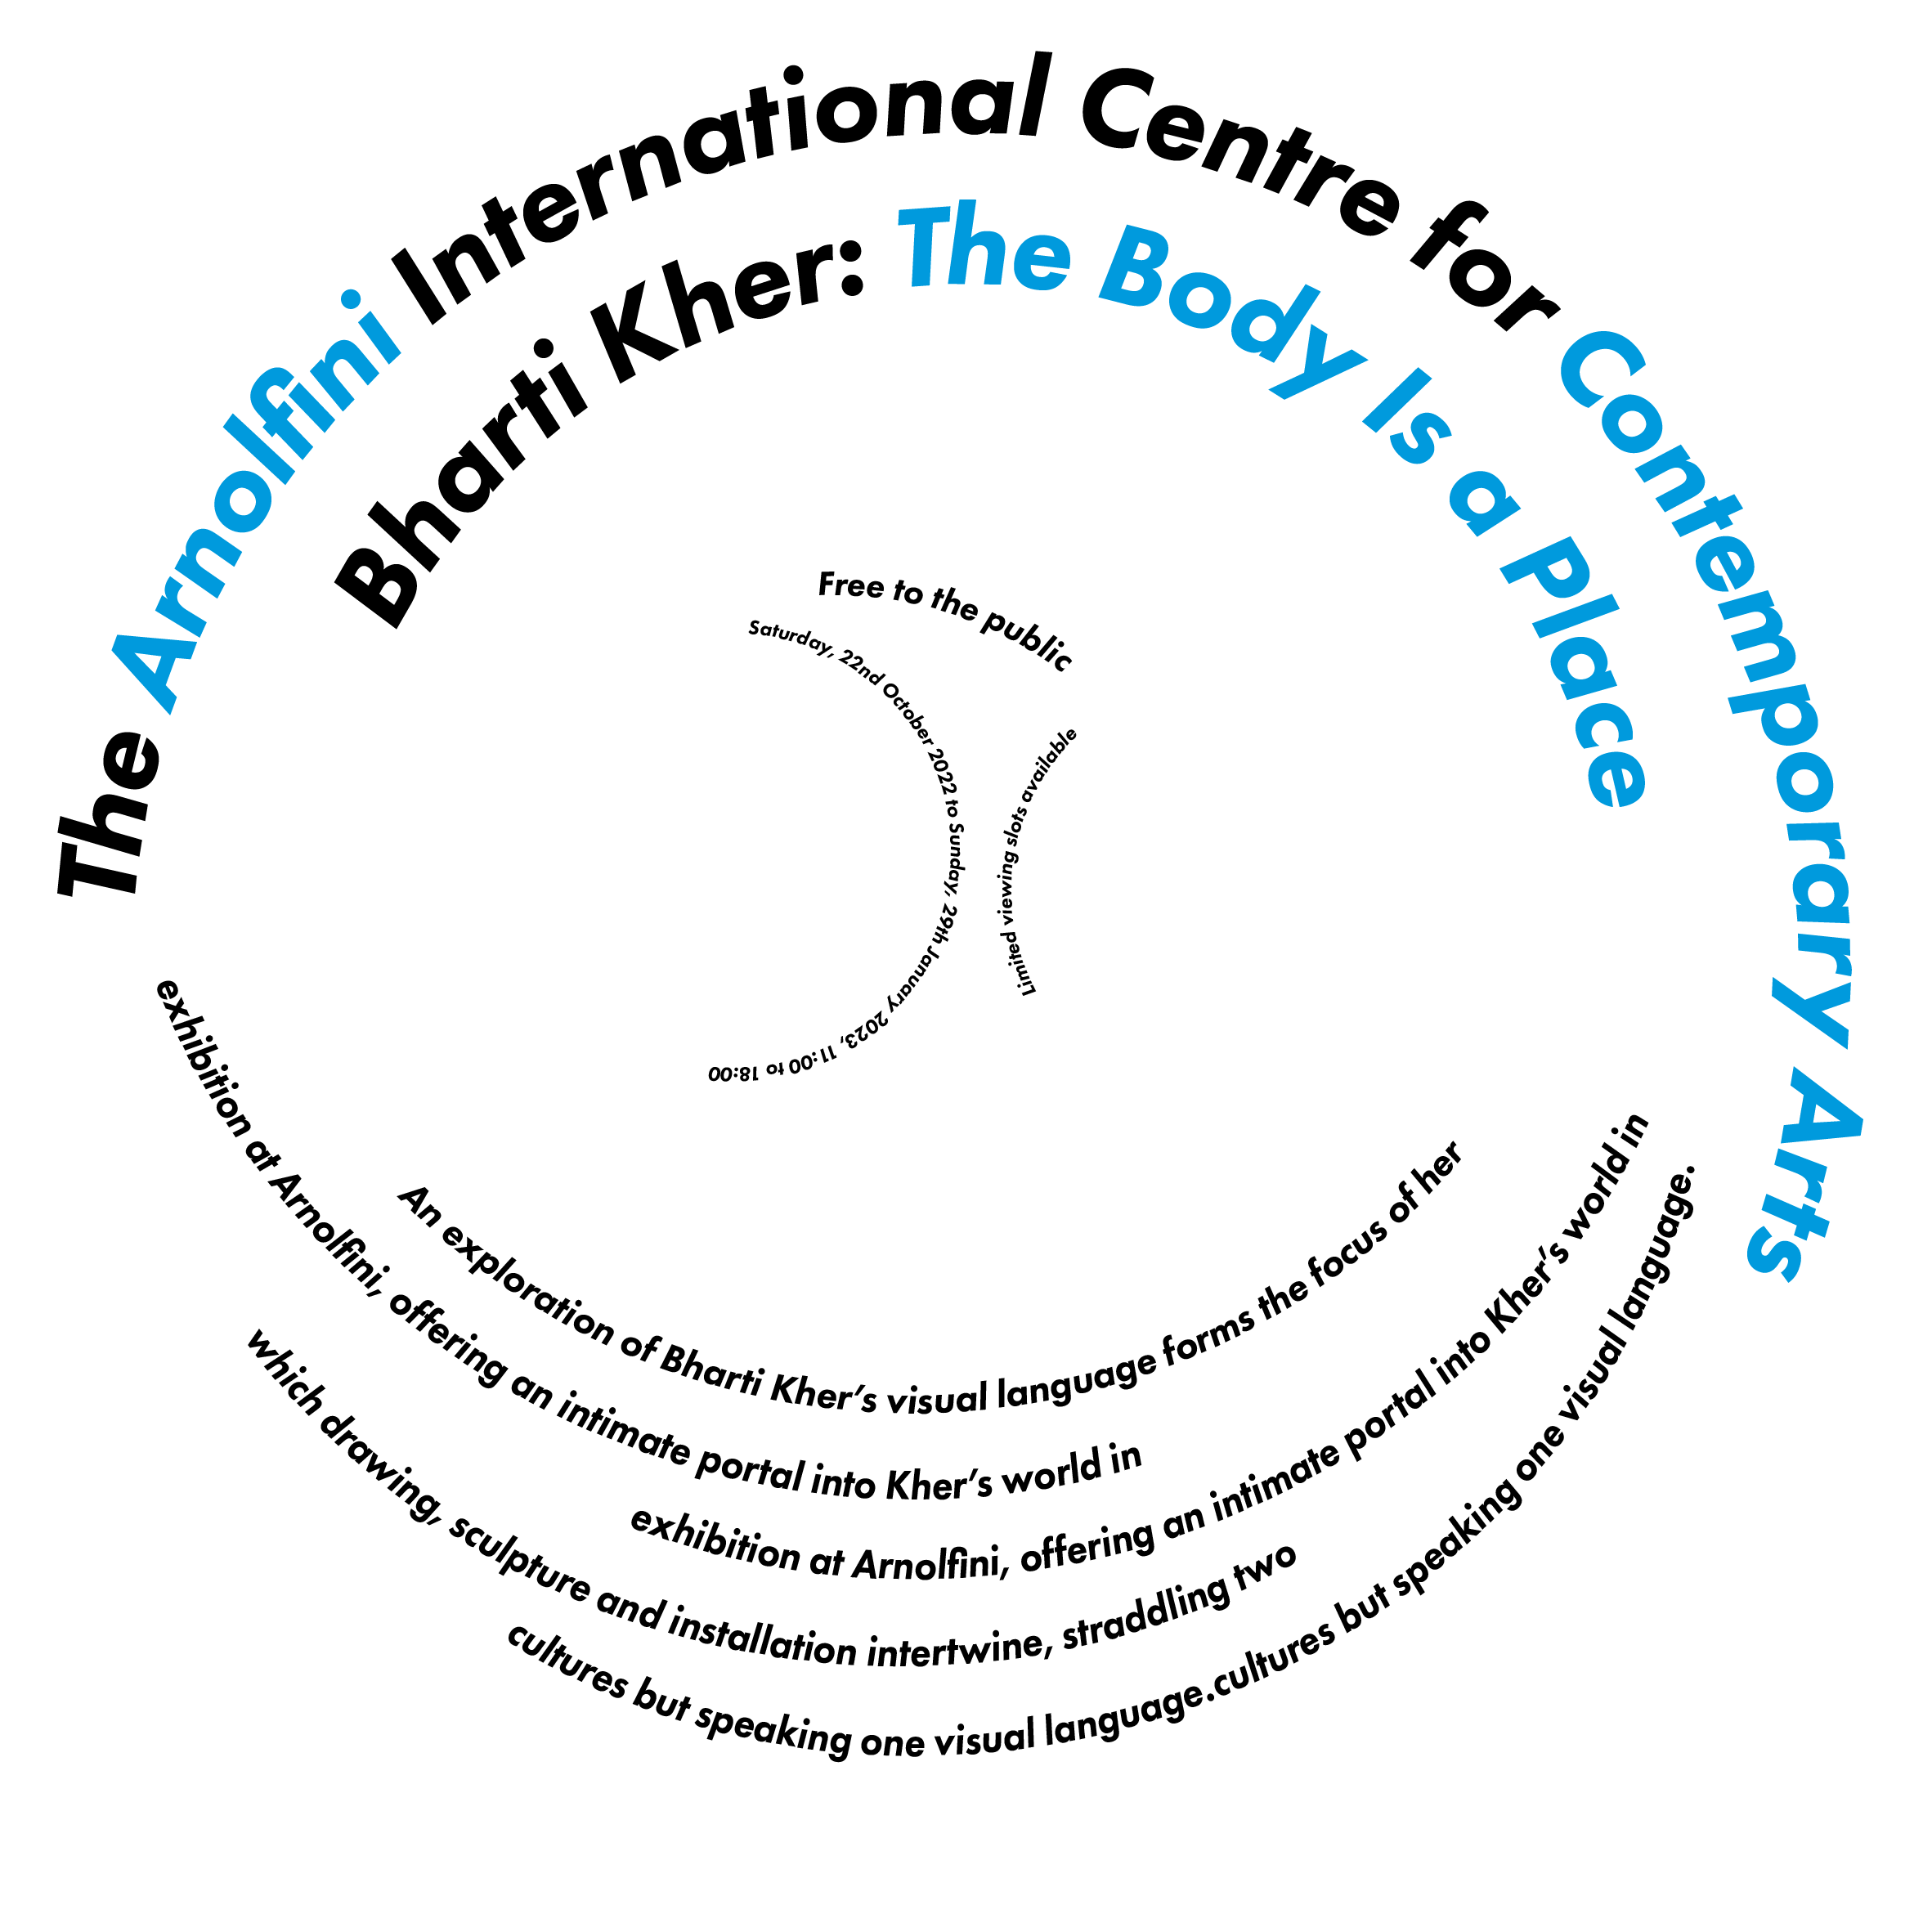 The Arnolfini International Centre for Contemporary Arts
Bharti Kher: The Body Is a Place
Free to the public
Saturday, 22nd October 2022 to Sunday, 29th January 2023, 11:00 to 18:00
Limited viewing slots available
An exploration of Bharti Kher's visual language forms the focus of her
exhibition at Arnolfini, offering an intimate portal into Kher's world in
exhibition at Arnolfini, offering an intimate portal into Kher's world in
which drawing, sculpture and installation intertwine, straddling two
cultures but speaking one visual language.cultures but speaking one visual language.